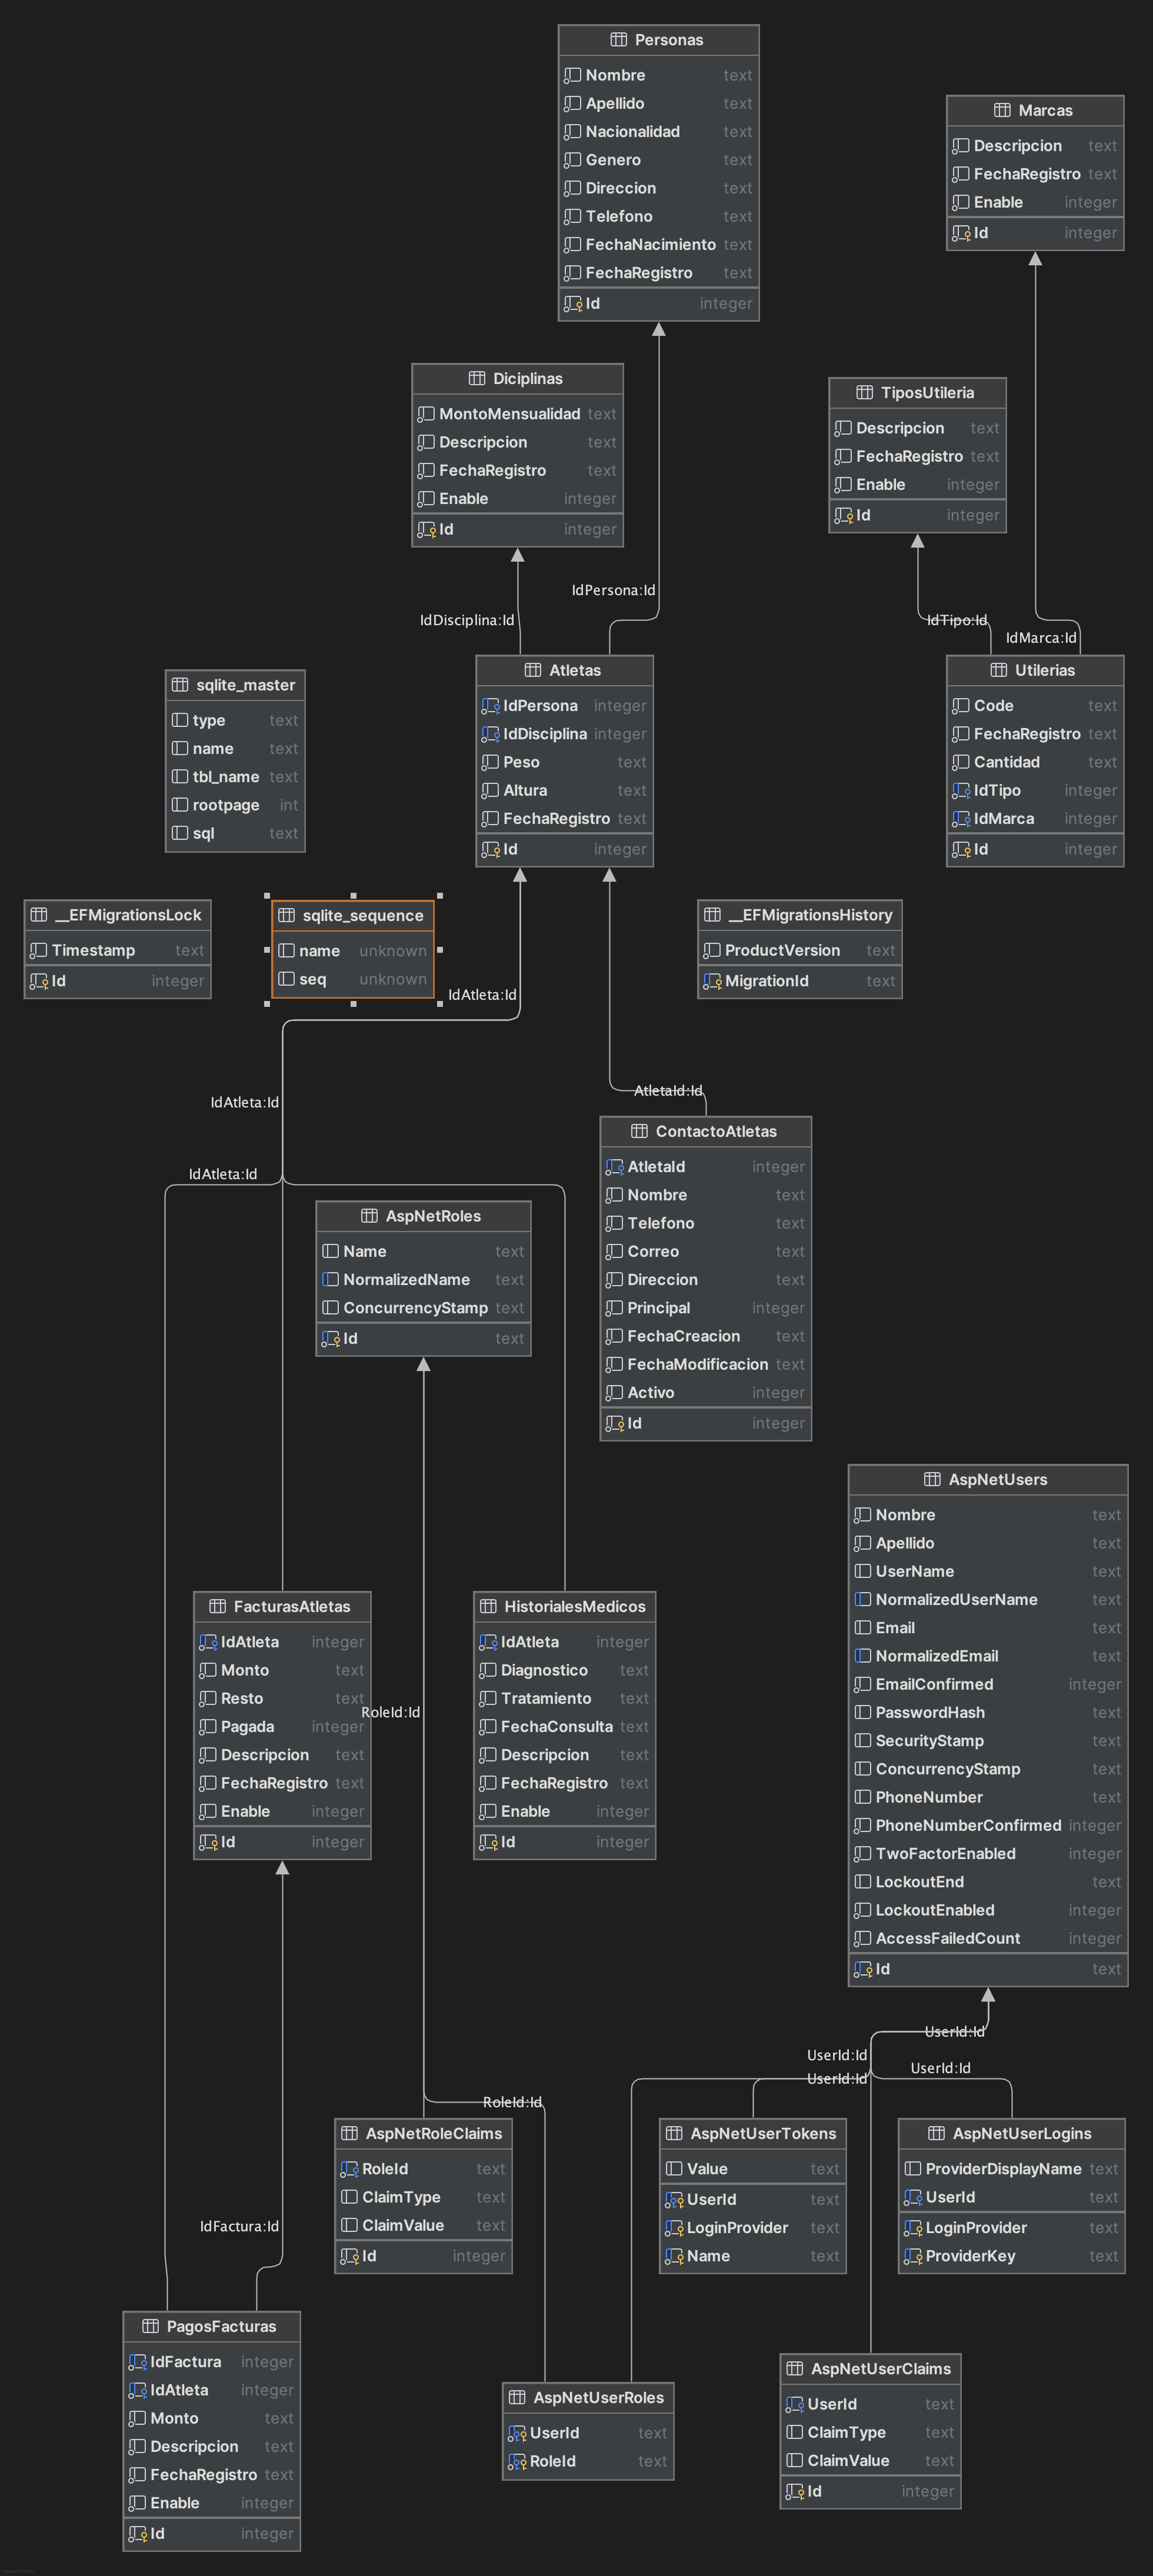 Personas
Nombre text
Apellido text
Nacionalidad text
Genero text
Direccion text
Telefono text
FechaNacimiento text
FechaRegistro text
Id integer
Marcas
Descripcion text
FechaRegistro text
Enable integer
Id integer
Diciplinas
MontoMensualidad text
Descripcion text
FechaRegistro text
Enable integer
Id integer
TiposUtileria
Descripcion text
FechaRegistro text
Enable integer
Id integer
IdPersona:Id
IdDisciplina:Id
IdTipo:Id
IdMarca:Id
sqlite_master
type text
name text
tbl_name text
rootpage int
sql text
Atletas
IdPersona integer
IdDisciplina integer
Peso text
Altura text
FechaRegistro text
Id integer
Utilerias
Code text
FechaRegistro text
Cantidad text
IdTipo integer
IdMarca integer
Id integer
__EFMigrationsLock
Timestamp text
Id integer
sqlite_sequence
name unknown
seq unknown
__EFMigrationsHistory
ProductVersion text
MigrationId text
IdAtleta:Id
IdAtleta:Id
IdAtleta:Id
AtletaId:Id
ContactoAtletas
AtletaId integer
Nombre text
Telefono text
Correo text
Direccion text
Principal integer
FechaCreacion text
FechaModificacion text
Activo integer
Id integer
AspNetRoles
Name text
NormalizedName text
ConcurrencyStamp text
Id text
AspNetUsers
Nombre text
Apellido text
UserName text
NormalizedUserName text
Email text
NormalizedEmail text
EmailConfirmed integer
PasswordHash text
SecurityStamp text
ConcurrencyStamp text
PhoneNumber text
PhoneNumberConfirmed integer
TwoFactorEnabled integer
LockoutEnd text
LockoutEnabled integer
AccessFailedCount integer
Id text
FacturasAtletas
IdAtleta integer
Monto text
Resto text
Pagada integer
Descripcion text
FechaRegistro text
Enable integer
Id integer
RoleId:Id
HistorialesMedicos
IdAtleta integer
Diagnostico text
Tratamiento text
FechaConsulta text
Descripcion text
FechaRegistro text
Enable integer
Id integer
UserId:Id
UserId:Id
UserId:Id
UserId:Id
RoleId:Id
AspNetRoleClaims
RoleId text
ClaimType text
ClaimValue text
Id integer
AspNetUserTokens
Value text
UserId text
LoginProvider text
Name text
AspNetUserLogins
ProviderDisplayName text
UserId text
LoginProvider text
ProviderKey text
IdFactura:Id
PagosFacturas
IdFactura integer
IdAtleta integer
Monto text
Descripcion text
FechaRegistro text
Enable integer
Id integer
AspNetUserRoles
UserId text
RoleId text
AspNetUserClaims
UserId text
ClaimType text
ClaimValue text
Id integer